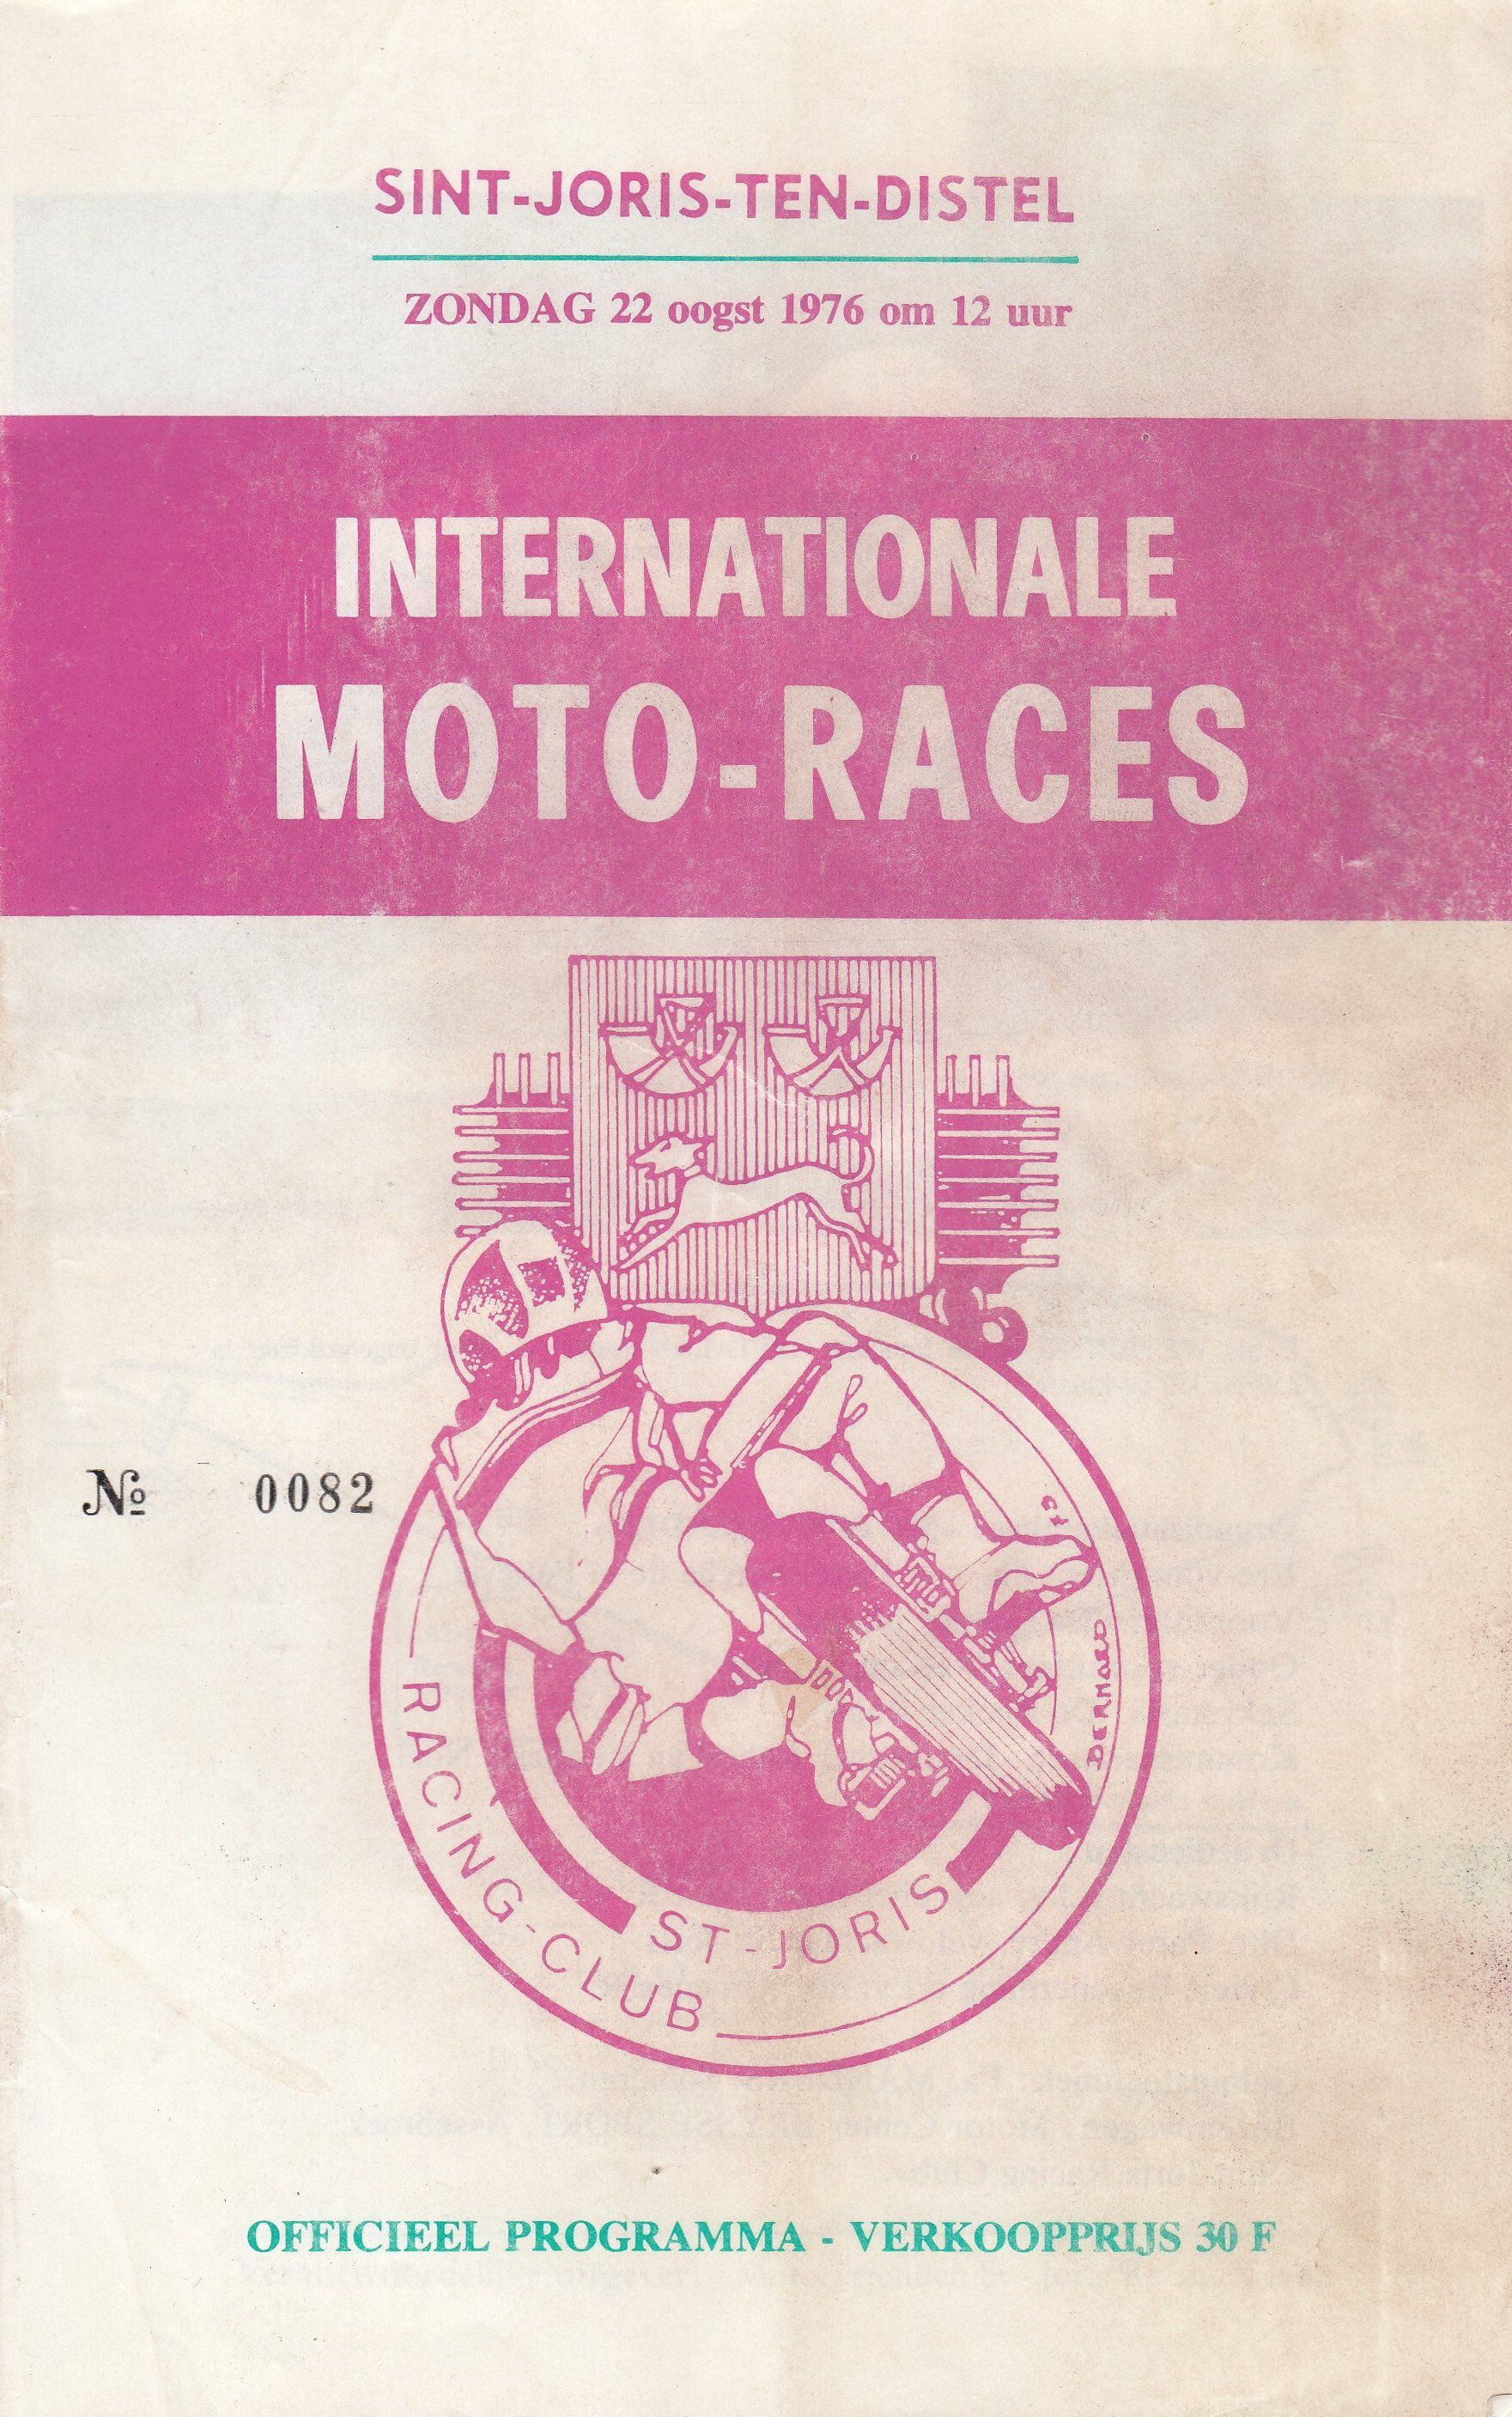 SINT-JORIS-TEN-DISTEL
ZONDAG 22 oogst 1976 om 12 uur
INTERNATIONALE
MOTO-RACES
№ 0082
BERNARD
RACING-CLUB
ST-JORIS
OFFICIEEL PROGRAMMA - VERKOOPPRIJS 30 F